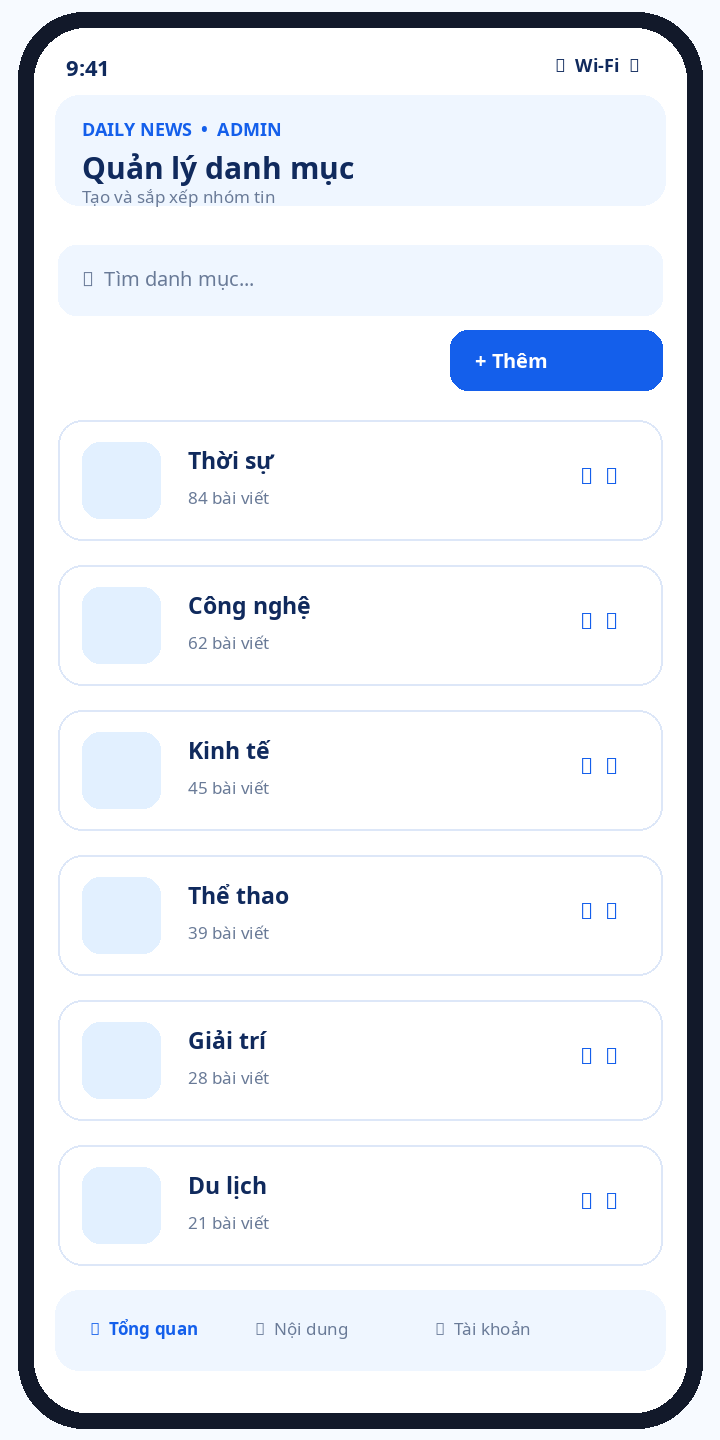 9:41
Wi-Fi
DAILY NEWS • ADMIN
Quản lý danh mục
Tạo và sắp xếp nhóm tin
Tìm danh mục...
+ Thêm
Thời sự
84 bài viết
Công nghệ
62 bài viết
Kinh tế
45 bài viết
Thể thao
39 bài viết
Giải trí
28 bài viết
Du lịch
21 bài viết
Tổng quan Nội dung Tài khoản